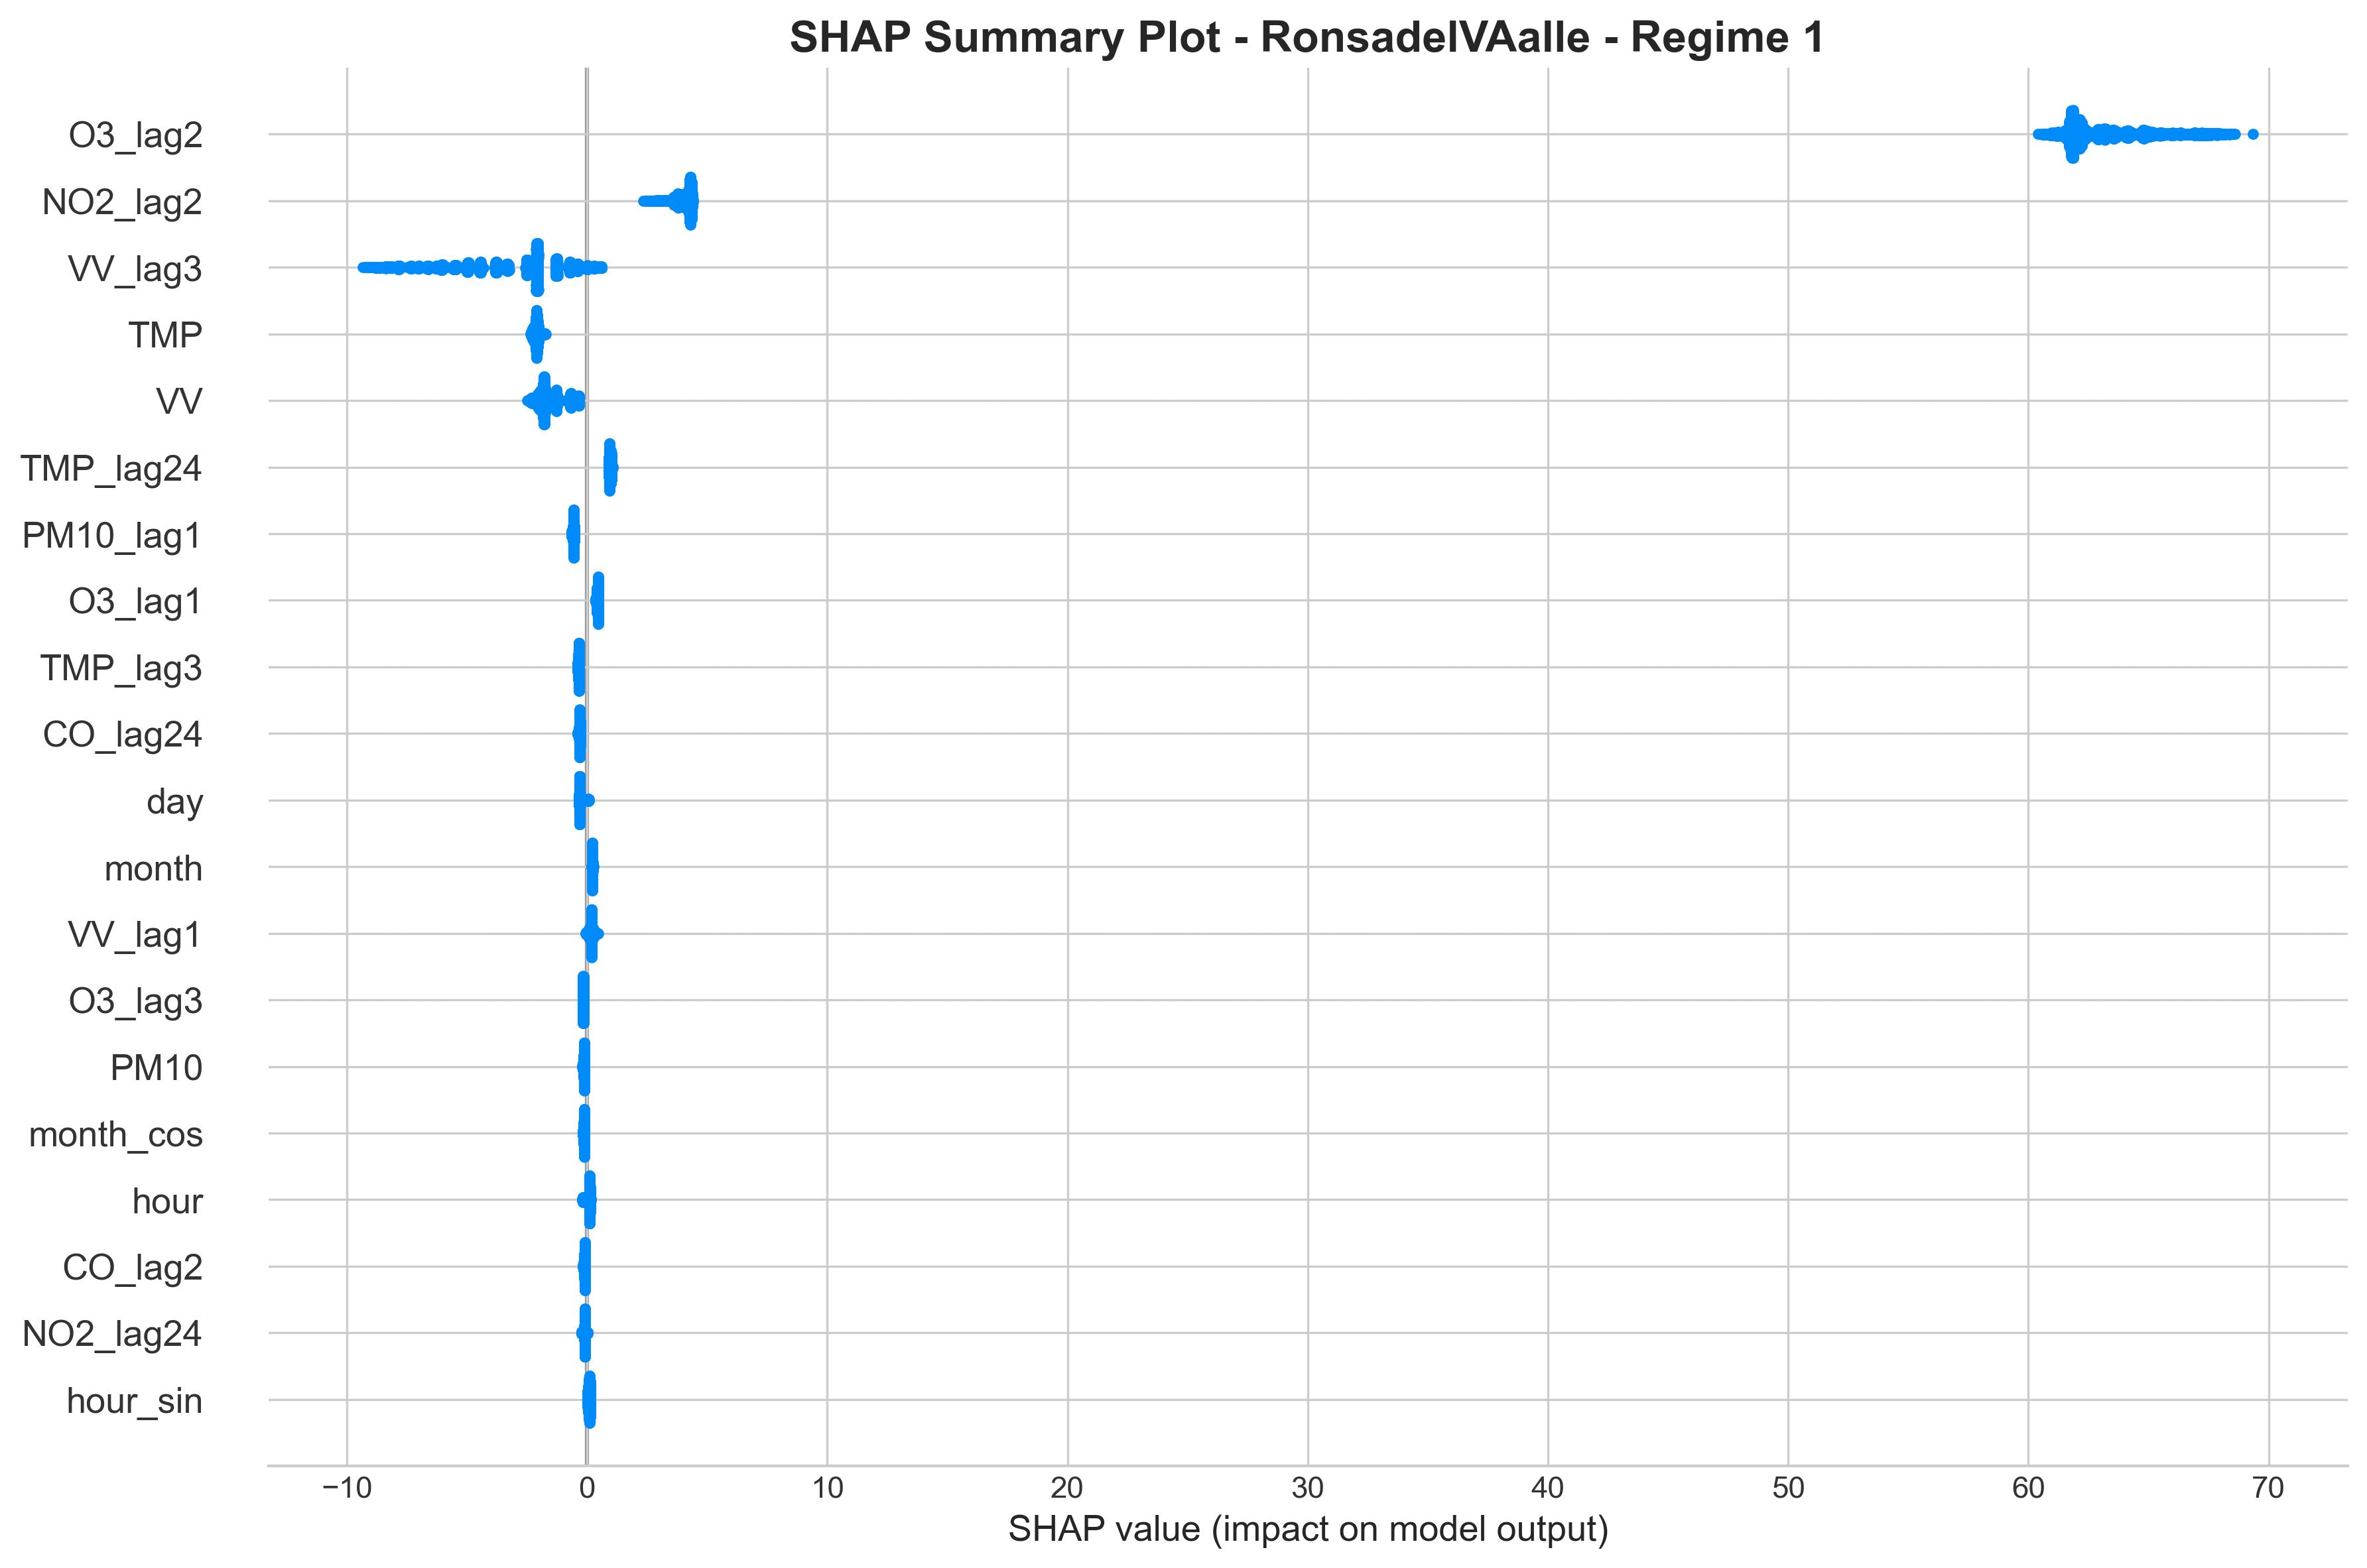 SHAP Summary Plot - RonsadelVAalle - Regime 1
O3_lag2
NO2_lag2
VV_lag3
TMP
VV
TMP_lag24
PM10_lag1
O3_lag1
TMP_lag3
CO_lag24
day
month
VV_lag1
O3_lag3
PM10
month_cos
hour
CO_lag2
NO2_lag24
hour_sin
−10 0 10 20 30 40 50 60 70
SHAP value (impact on model output)